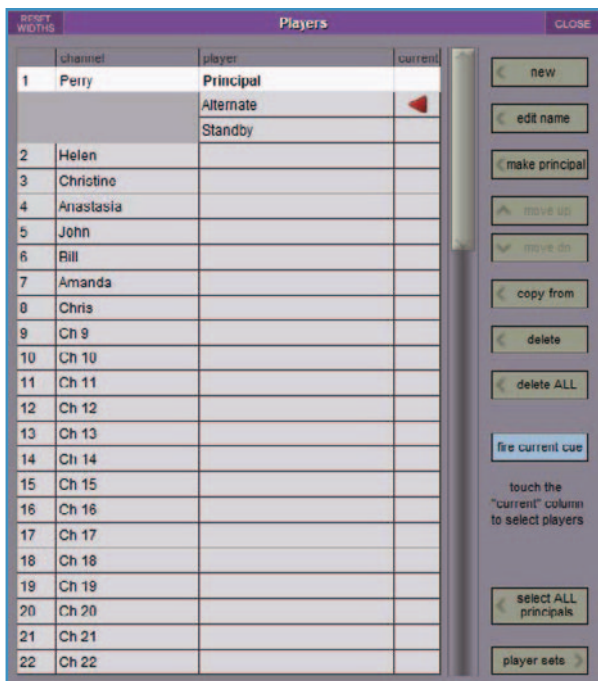 RESET
WIDTHS
Players
CLOSE
channel player current
1 Perry Principal
Alternate
Standby
2 Helen
3 Christine
4 Anastasia
5 John
6 Bill
7 Amanda
8 Chris
9 Ch 9
10 Ch 10
11 Ch 11
12 Ch 12
13 Ch 13
14 Ch 14
15 Ch 15
16 Ch 16
17 Ch 17
18 Ch 18
19 Ch 19
20 Ch 20
21 Ch 21
22 Ch 22
new
edit name
make principal
move up
move dn
copy from
delete
delete ALL
fire current cue
touch the
"current" column
to select players
select ALL
principals
player sets